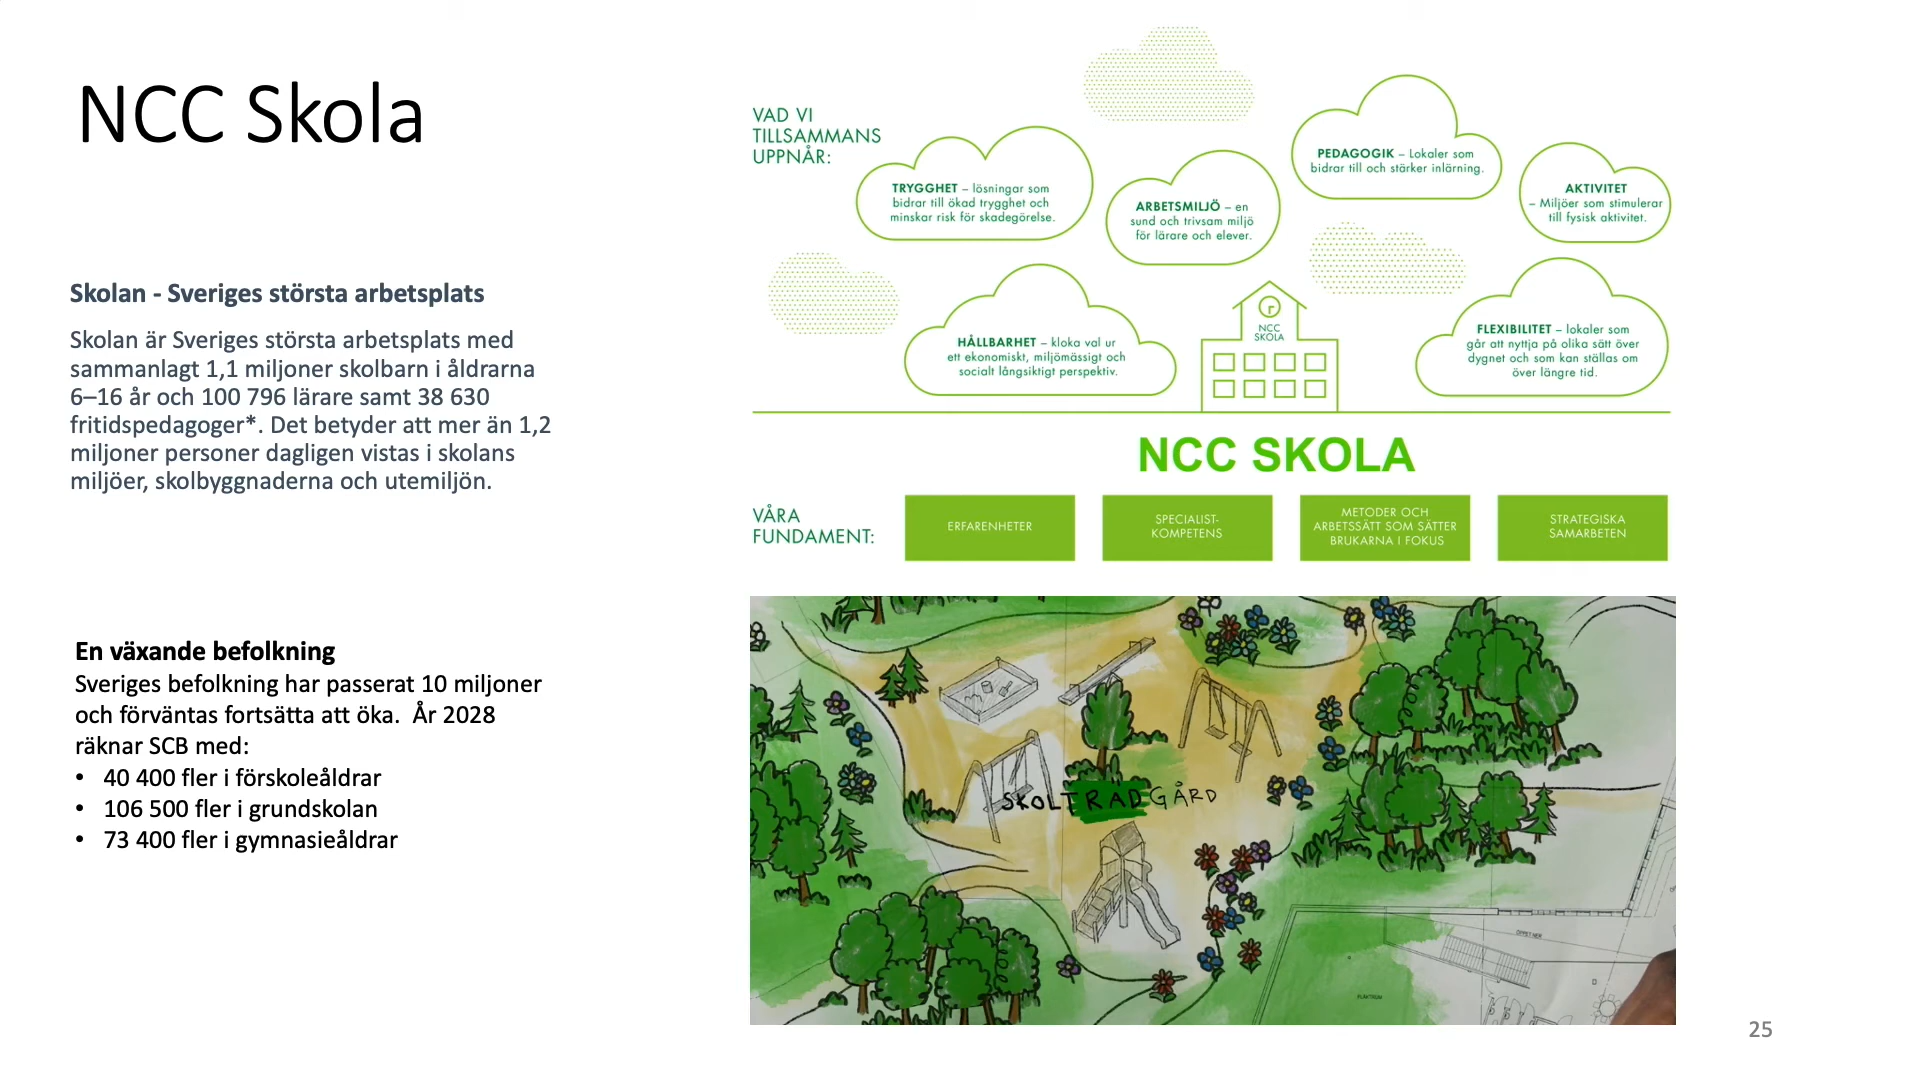 NCC Skola
Skolan - Sveriges största arbetsplats
Skolan är Sveriges största arbetsplats med
sammanlagt 1,1 miljoner skolbarn i åldrarna
6–16 år och 100 796 lärare samt 38 630
fritidspedagoger*. Det betyder att mer än 1,2
miljoner personer dagligen vistas i skolans
miljöer, skolbyggnaderna och utemiljön.
En växande befolkning
Sveriges befolkning har passerat 10 miljoner
och förväntas fortsätta att öka.  År 2028
räknar SCB med:
• 40 400 fler i förskoleåldrar
• 106 500 fler i grundskolan
• 73 400 fler i gymnasieåldrar
VAD VI
TILLSAMMANS
UPPNÅR:
TRYGGHET – lösningar som
bidrar till ökad trygghet och
minskar risk för skadegörelse.
ARBETSMILJÖ – en
sund och trivsam miljö
för lärare och elever.
PEDAGOGIK – Lokaler som
bidrar till och stärker inlärning.
AKTIVITET
– Miljöer som stimulerar
till fysisk aktivitet.
HÅLLBARHET – kloka val ur
ett ekonomiskt, miljömässigt och
socialt långsiktigt perspektiv.
NCC
SKOLA
FLEXIBILITET – lokaler som
går att nyttja på olika sätt över
dygnet och som kan ställas om
över längre tid.
NCC SKOLA
VÅRA
FUNDAMENT:
ERFARENHETER
SPECIALIST-
KOMPETENS
METODER OCH
ARBETSSÄTT SOM SÄTTER
BRUKARNA I FOKUS
STRATEGISKA
SAMARBETEN
SKOLTRÄDGÅRD
25